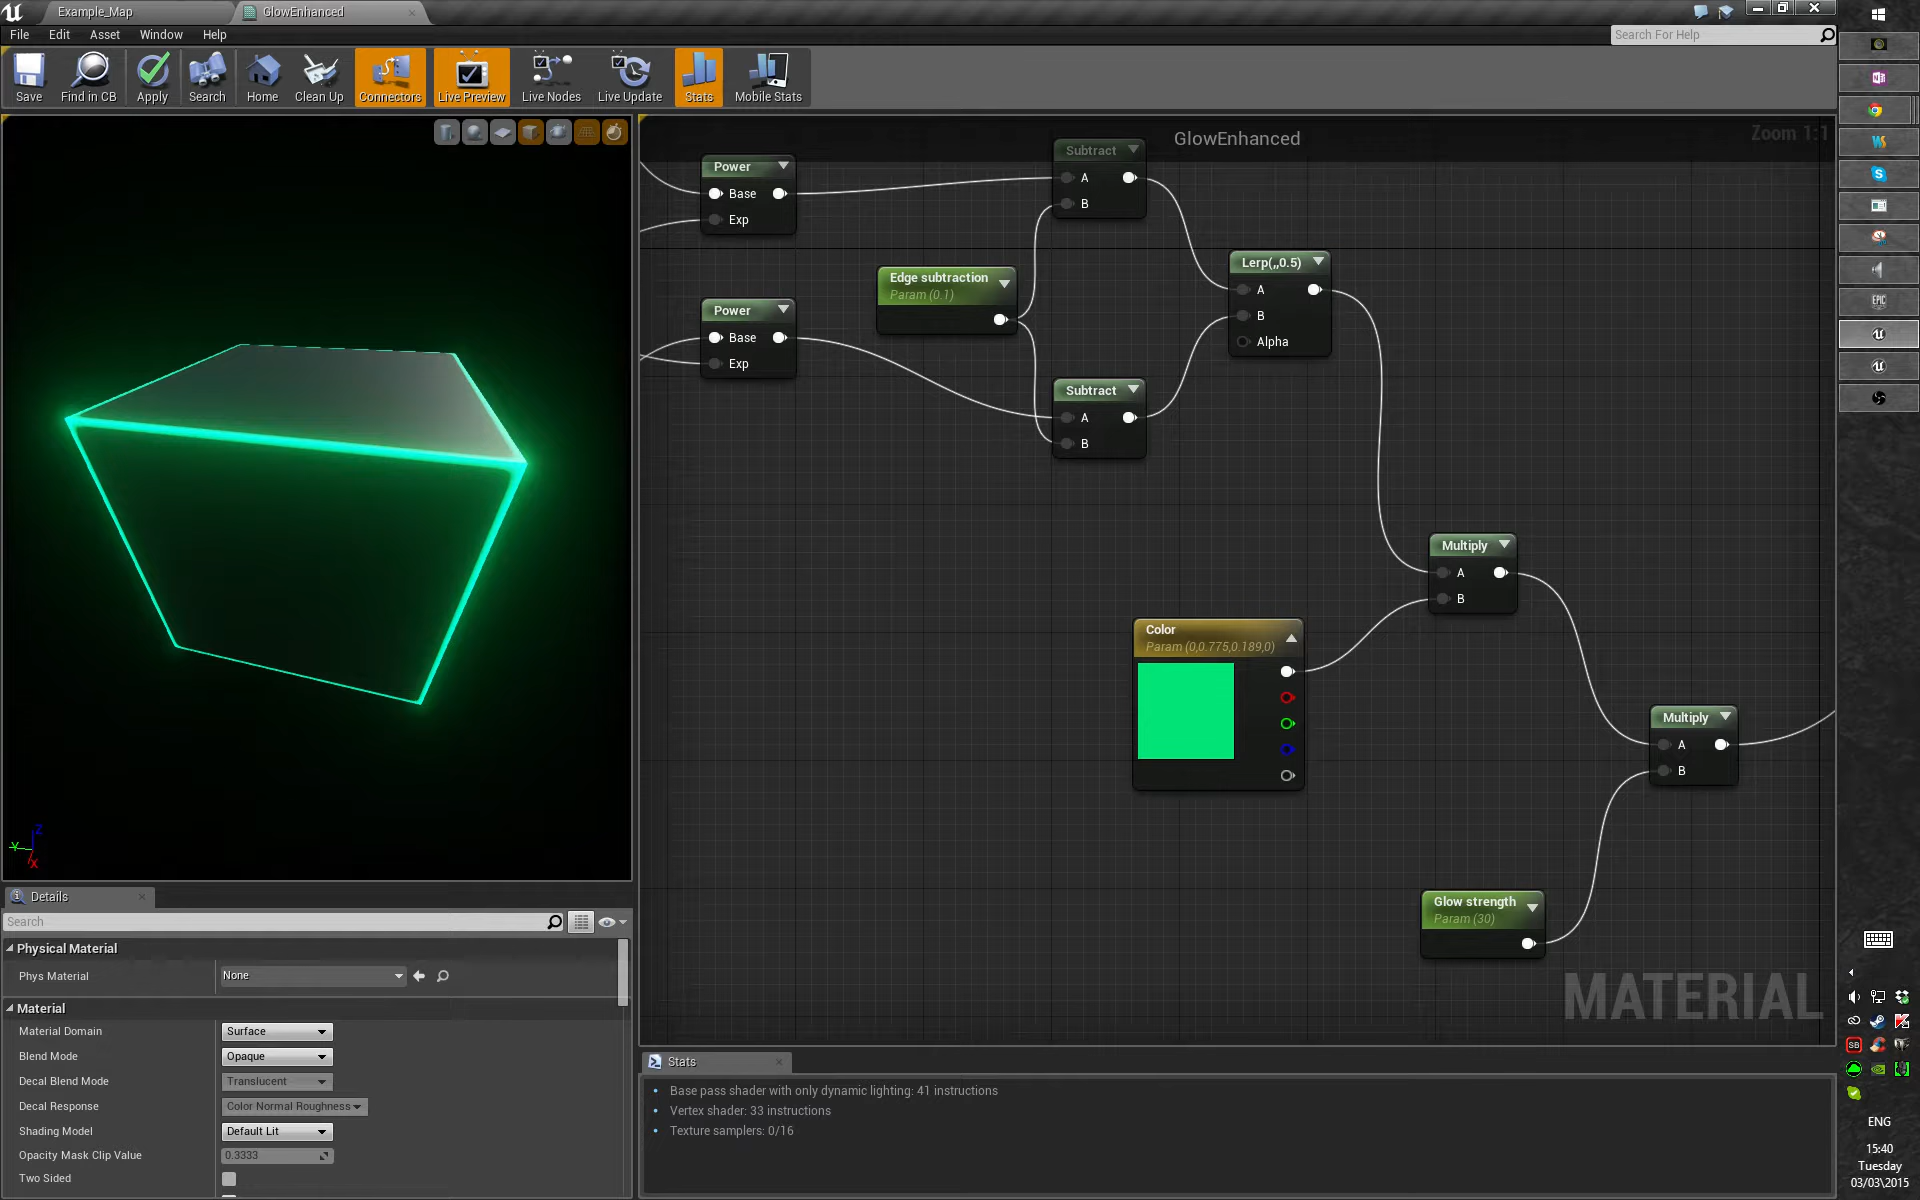 Example_Map
GlowEnhanced
File Edit Asset Window Help
Search For Help
Save
Find in CB
Apply
Search
Home
Clean Up
Connectors
Live Preview
Live Nodes
Live Update
Stats
Mobile Stats
GlowEnhanced
Zoom 1:1
Power
Base
Exp
Subtract
A
B
Edge subtraction
Param (0.1)
Lerp(,,0.5)
A
B
Alpha
Power
Base
Exp
Subtract
A
B
Multiply
A
B
Color
Param (0,0.775,0.189,0)
Multiply
A
B
Glow strength
Param (30)
MATERIAL
Z
Y
X
Details
Search
Physical Material
Phys Material None
Material
Material Domain Surface
Blend Mode Opaque
Decal Blend Mode Translucent
Decal Response Color Normal Roughness
Shading Model Default Lit
Opacity Mask Clip Value 0.3333
Two Sided
Stats
Base pass shader with only dynamic lighting: 41 instructions
Vertex shader: 33 instructions
Texture samplers: 0/16
EPIC
SB
ENG
15:40
Tuesday
03/03\2015